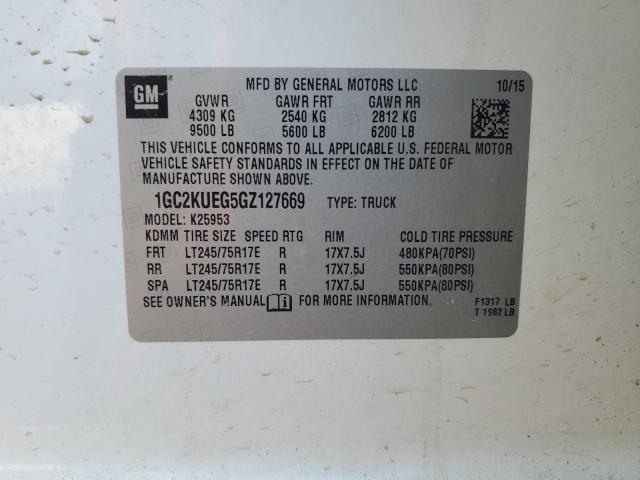 GM
MFD BY GENERAL MOTORS LLC 10/15
GVWR GAWR FRT GAWR RR
4309 KG 2540 KG 2812 KG
9500 LB 5600 LB 6200 LB
THIS VEHICLE CONFORMS TO ALL APPLICABLE U.S. FEDERAL MOTOR
VEHICLE SAFETY STANDARDS IN EFFECT ON THE DATE OF
MANUFACTURE SHOWN ABOVE.
1GC2KUEG5GZ127669 TYPE: TRUCK
MODEL: K25953
KDMM TIRE SIZE SPEED RTG RIM COLD TIRE PRESSURE
FRT LT245/75R17E R 17X7.5J 480KPA(70PSI)
RR LT245/75R17E R 17X7.5J 550KPA(80PSI)
SPA LT245/75R17E R 17X7.5J 550KPA(80PSI)
SEE OWNER'S MANUAL FOR MORE INFORMATION.
F1317 LB
T 1982 LB